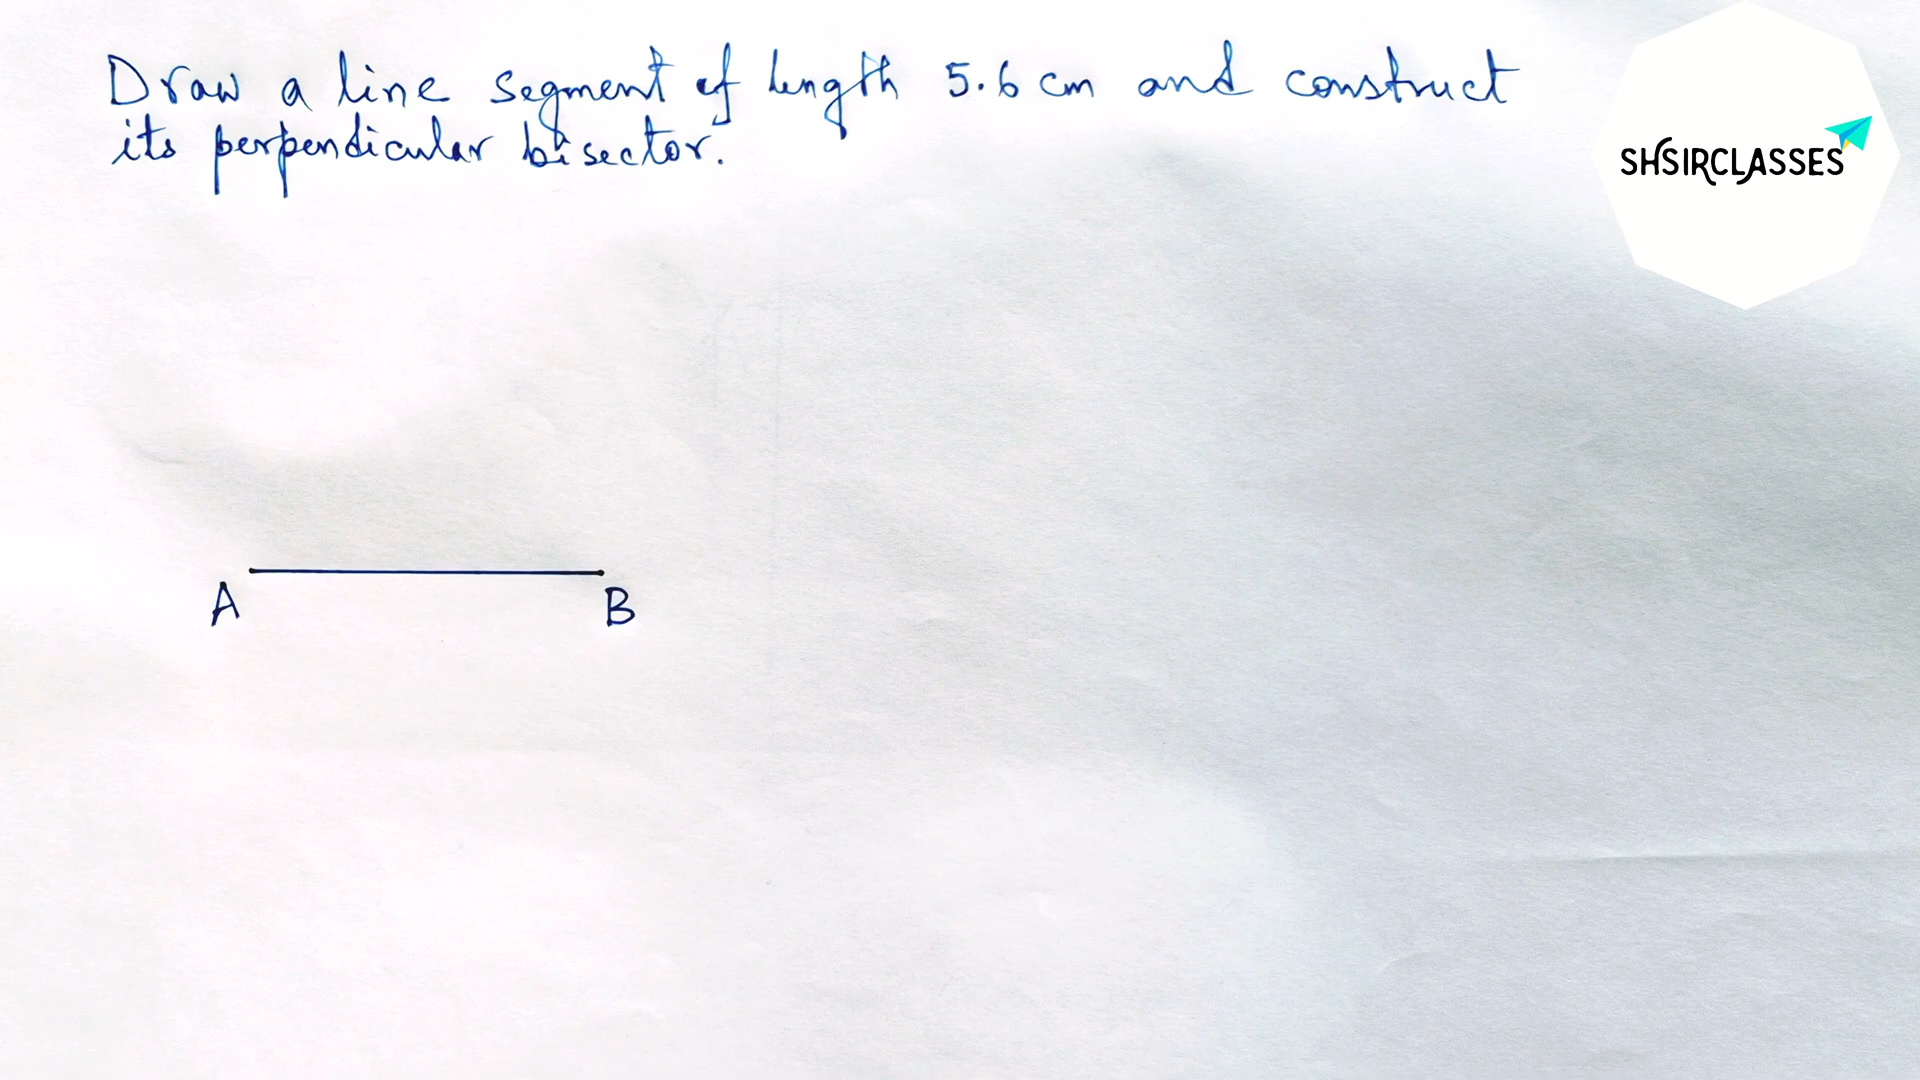 Draw a line segment of length 5.6 cm and construct
its perpendicular bisector.
SHSIRCLASSES
A
B